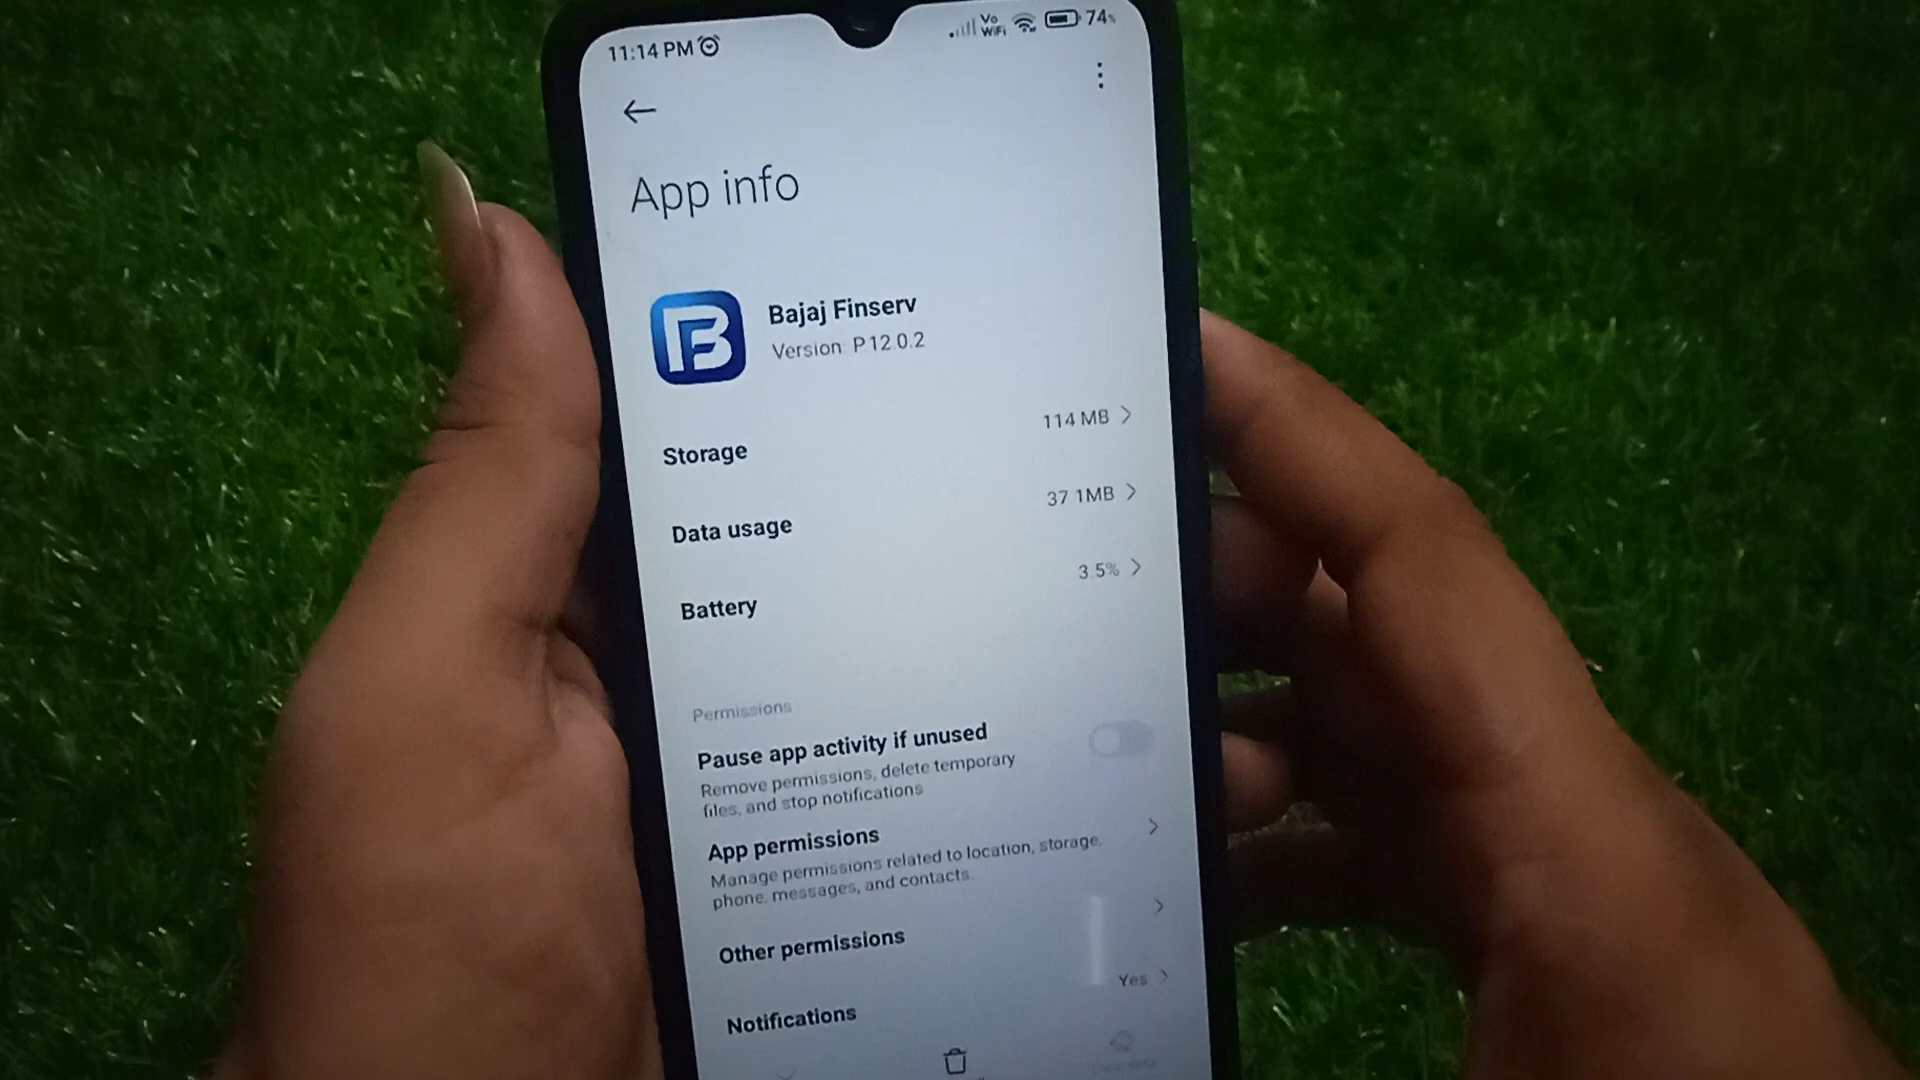 11:14 PM
Vo
WiFi
74%
App info
Bajaj Finserv
Version: P.12.0.2
114 MB
Storage
37.1MB
Data usage
3.5%
Battery
Permissions
Pause app activity if unused
Remove permissions, delete temporary
files, and stop notifications
App permissions
Manage permissions related to location, storage,
phone, messages, and contacts
Other permissions
Yes
Notifications